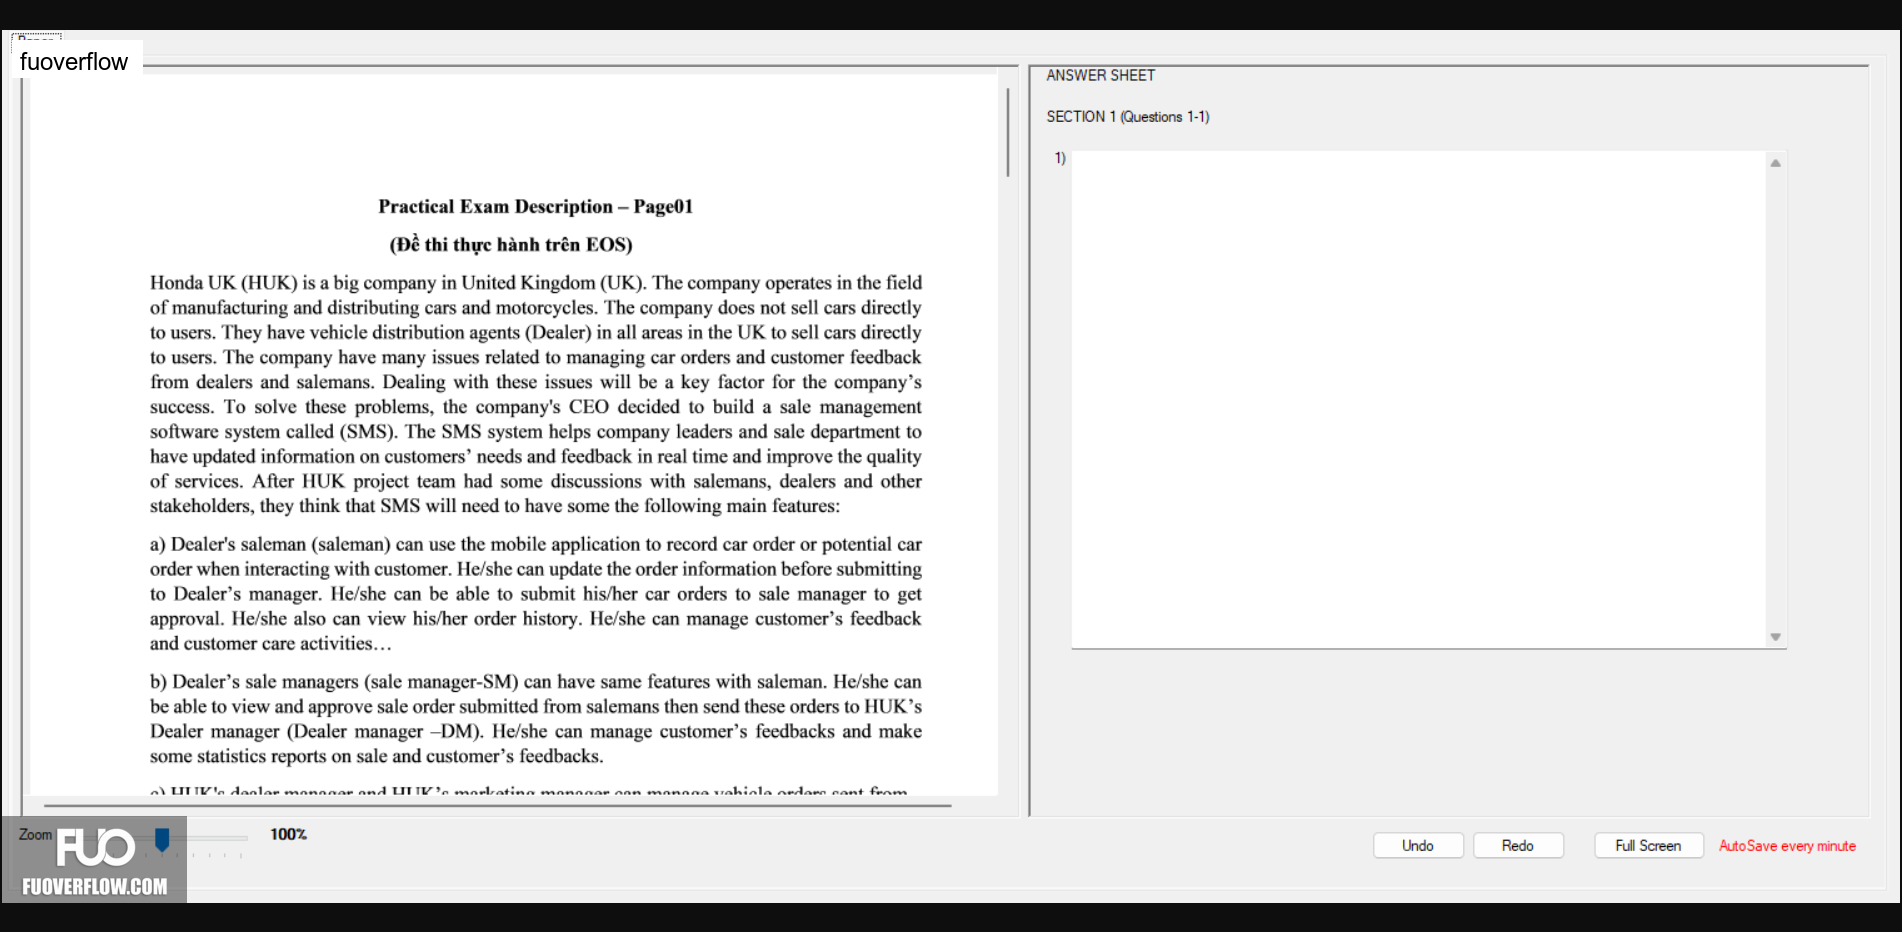 fuoverflow
Practical Exam Description – Page01
(Đề thi thực hành trên EOS)
Honda UK (HUK) is a big company in United Kingdom (UK). The company operates in the field
of manufacturing and distributing cars and motorcycles. The company does not sell cars directly
to users. They have vehicle distribution agents (Dealer) in all areas in the UK to sell cars directly
to users. The company have many issues related to managing car orders and customer feedback
from dealers and salemans. Dealing with these issues will be a key factor for the company’s
success. To solve these problems, the company's CEO decided to build a sale management
software system called (SMS). The SMS system helps company leaders and sale department to
have updated information on customers’ needs and feedback in real time and improve the quality
of services. After HUK project team had some discussions with salemans, dealers and other
stakeholders, they think that SMS will need to have some the following main features:
a) Dealer's saleman (saleman) can use the mobile application to record car order or potential car
order when interacting with customer. He/she can update the order information before submitting
to Dealer’s manager. He/she can be able to submit his/her car orders to sale manager to get
approval. He/she also can view his/her order history. He/she can manage customer’s feedback
and customer care activities…
b) Dealer’s sale managers (sale manager-SM) can have same features with saleman. He/she can
be able to view and approve sale order submitted from salemans then send these orders to HUK’s
Dealer manager (Dealer manager –DM). He/she can manage customer’s feedbacks and make
some statistics reports on sale and customer’s feedbacks.
c) HUK's dealer manager and HUK’s marketing manager can manage vehicle orders sent from
ANSWER SHEET
SECTION 1 (Questions 1-1)
1)
Zoom
100%
FUO
FUOVERFLOW.COM
Undo
Redo
Full Screen
AutoSave every minute